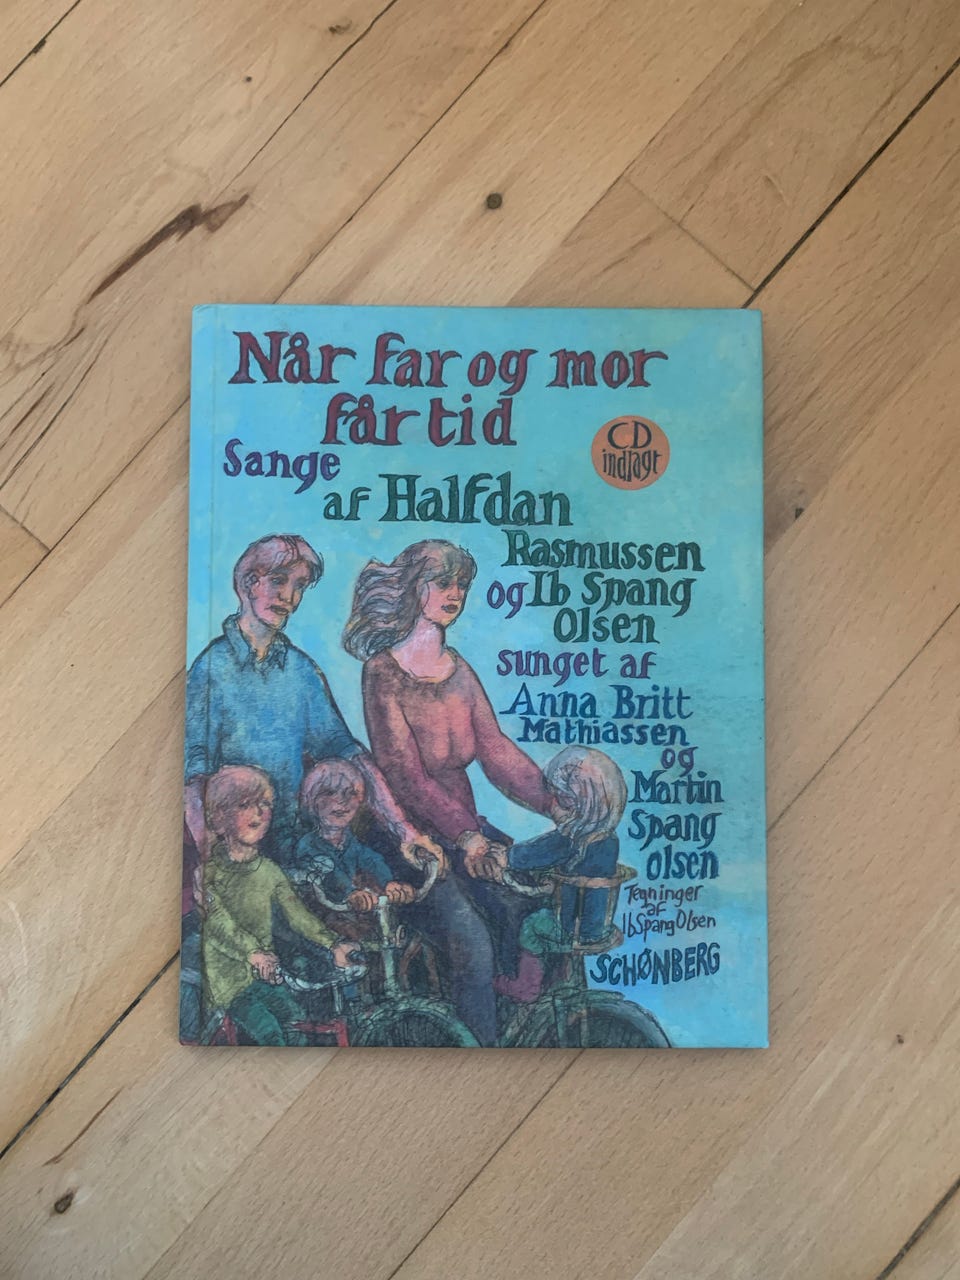 Når far og mor
får tid
CD
indlagt
Sange
af Halfdan
Rasmussen
og Ib Spang
Olsen
sunget af
Anna Britt
Mathiassen
og
Martin
Spang
olsen
Tegninger
af
Ib Spang Olsen
SCHØNBERG